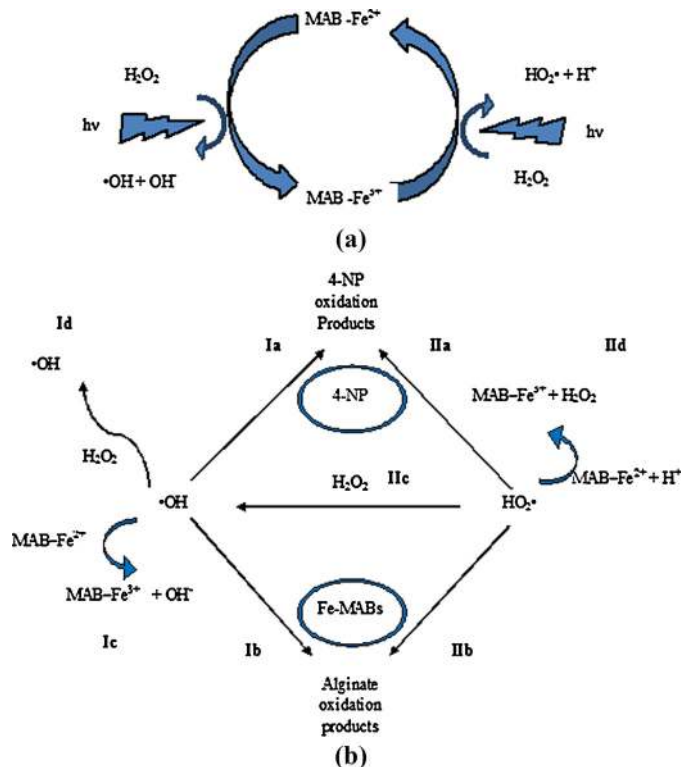 MAB -Fe²⁺
H₂O₂
HO₂• + H⁺
hν
hν
•OH + OH⁻
H₂O₂
MAB -Fe³⁺
(a)
4-NP
oxidation
Products
Id
Ia
IIa
IId
•OH
4-NP
MAB–Fe³⁺ + H₂O₂
H₂O₂
H₂O₂
IIc
MAB–Fe²⁺ + H⁺
•OH
HO₂•
MAB–Fe²⁺
MAB–Fe³⁺ + OH⁻
Fe-MABs
Ic
Ib
IIb
Alginate
oxidation
products
(b)